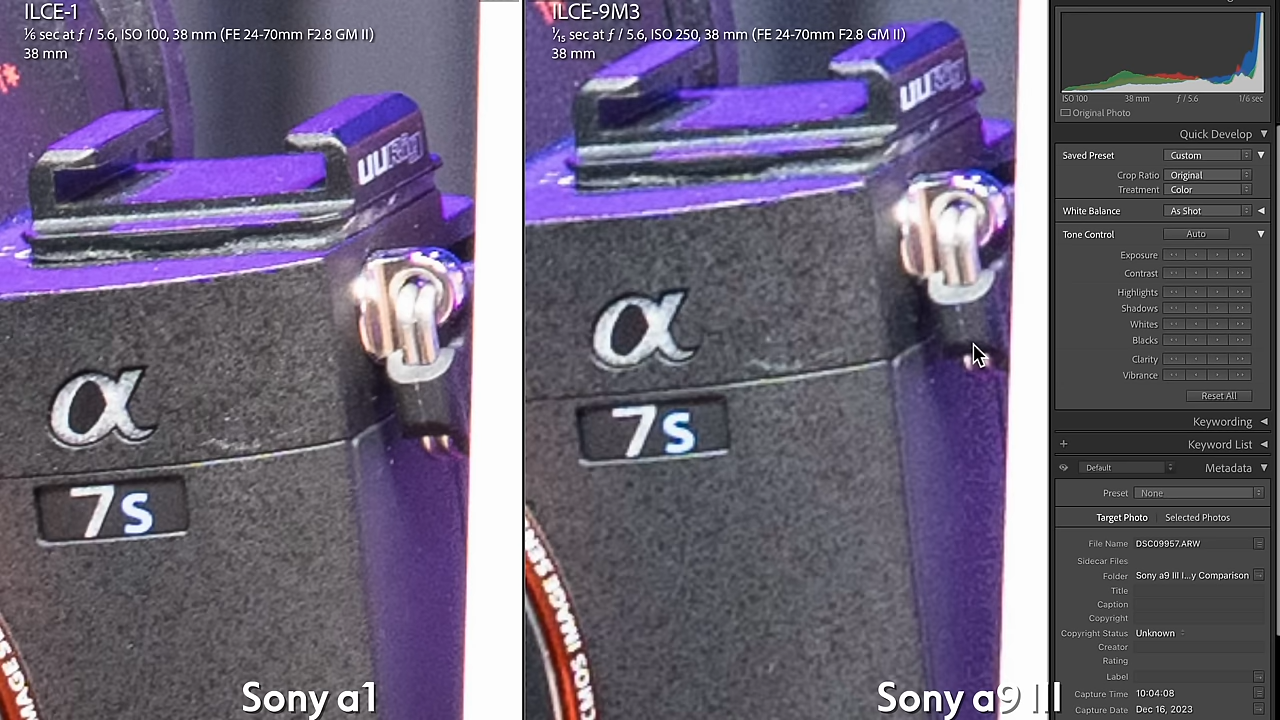 ILCE-1
⅙ sec at ƒ / 5.6, ISO 100, 38 mm (FE 24-70mm F2.8 GM II)
38 mm
uuRig
α
7s
Sony a1
ILCE-9M3
¹⁄₁₅ sec at ƒ / 5.6, ISO 250, 38 mm (FE 24-70mm F2.8 GM II)
38 mm
uuRig
α
7s
CMOS IMAGE SEN
Sony a9 III
ISO 100 38 mm ƒ / 5.6 1/6 sec
Original Photo
Quick Develop
Saved Preset Custom
Crop Ratio Original
Treatment Color
White Balance As Shot
Tone Control Auto
Exposure
Contrast
Highlights
Shadows
Whites
Blacks
Clarity
Vibrance
Reset All
Keywording
+ Keyword List
Default Metadata
Preset None
Target Photo Selected Photos
File Name DSC09957.ARW
Sidecar Files
Folder Sony a9 III I...y Comparison
Title
Caption
Copyright
Copyright Status Unknown
Creator
Rating
Label
Capture Time 10:04:08
Capture Date Dec 16, 2023